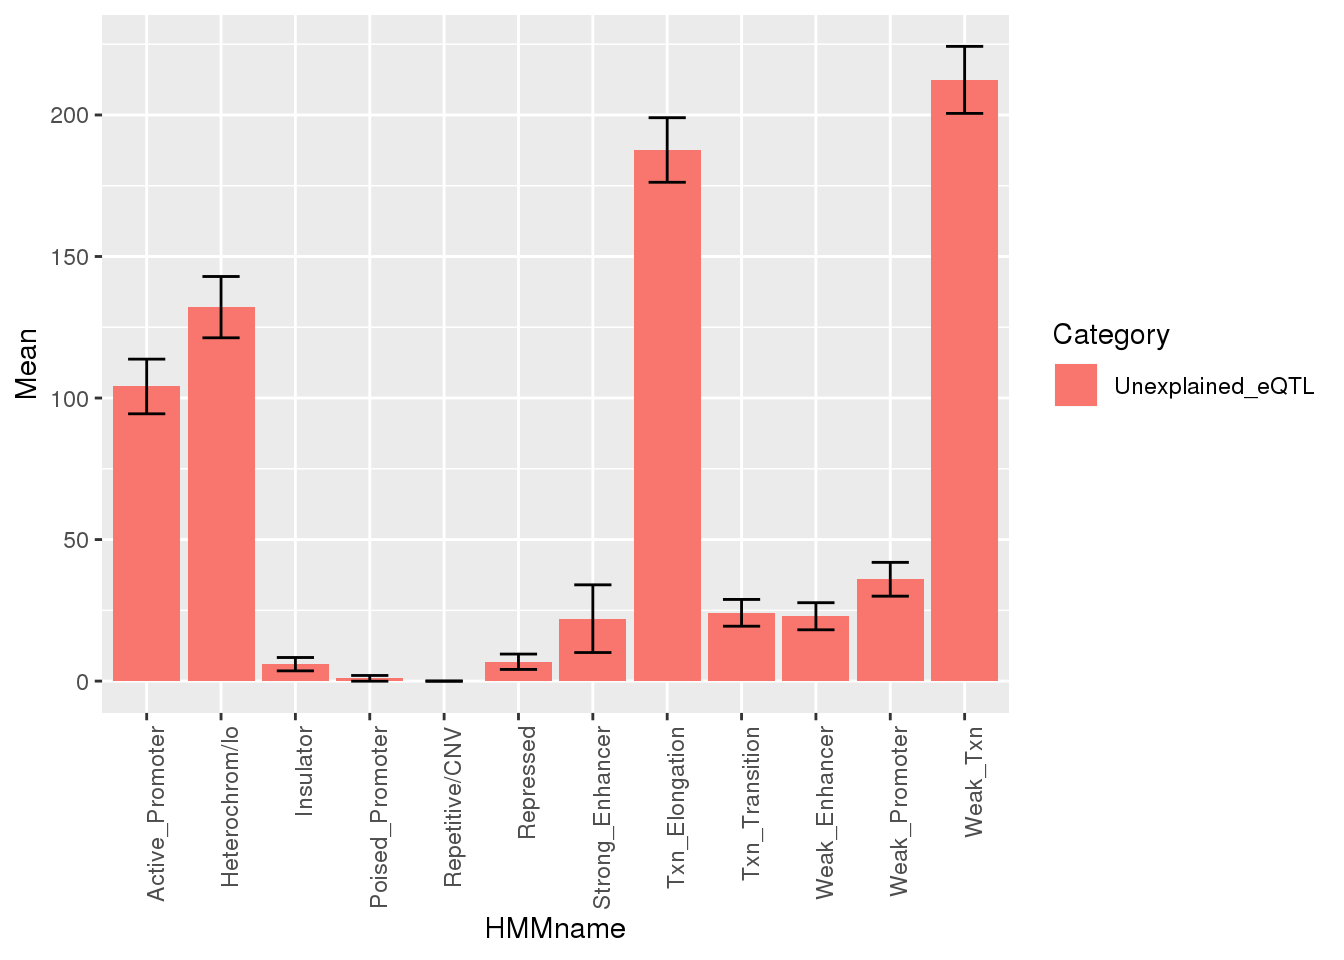 Mean
200
150
100
50
0
Active_Promoter
Heterochrom/lo
Insulator
Poised_Promoter
Repetitive/CNV
Repressed
Strong_Enhancer
Txn_Elongation
Txn_Transition
Weak_Enhancer
Weak_Promoter
Weak_Txn
HMMname
Category
Unexplained_eQTL